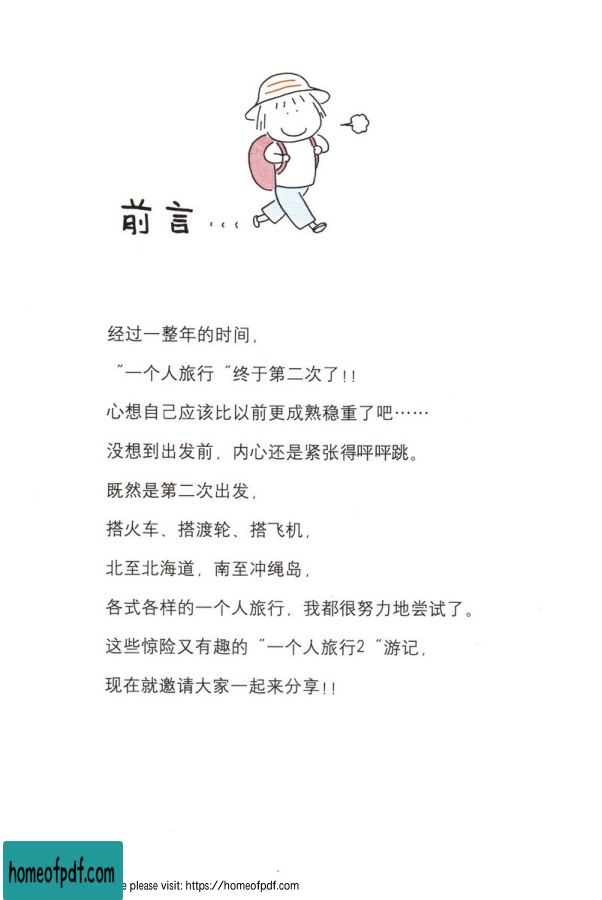 前言...
经过一整年的时间，
“一个人旅行“终于第二次了!!
心想自己应该比以前更成熟稳重了吧……
没想到出发前，内心还是紧张得呯呯跳。
既然是第二次出发，
搭火车、搭渡轮、搭飞机，
北至北海道，南至冲绳岛，
各式各样的一个人旅行，我都很努力地尝试了。
这些惊险又有趣的“一个人旅行2“游记，
现在就邀请大家一起来分享!!
homeofpdf.com
please visit: https://homeofpdf.com